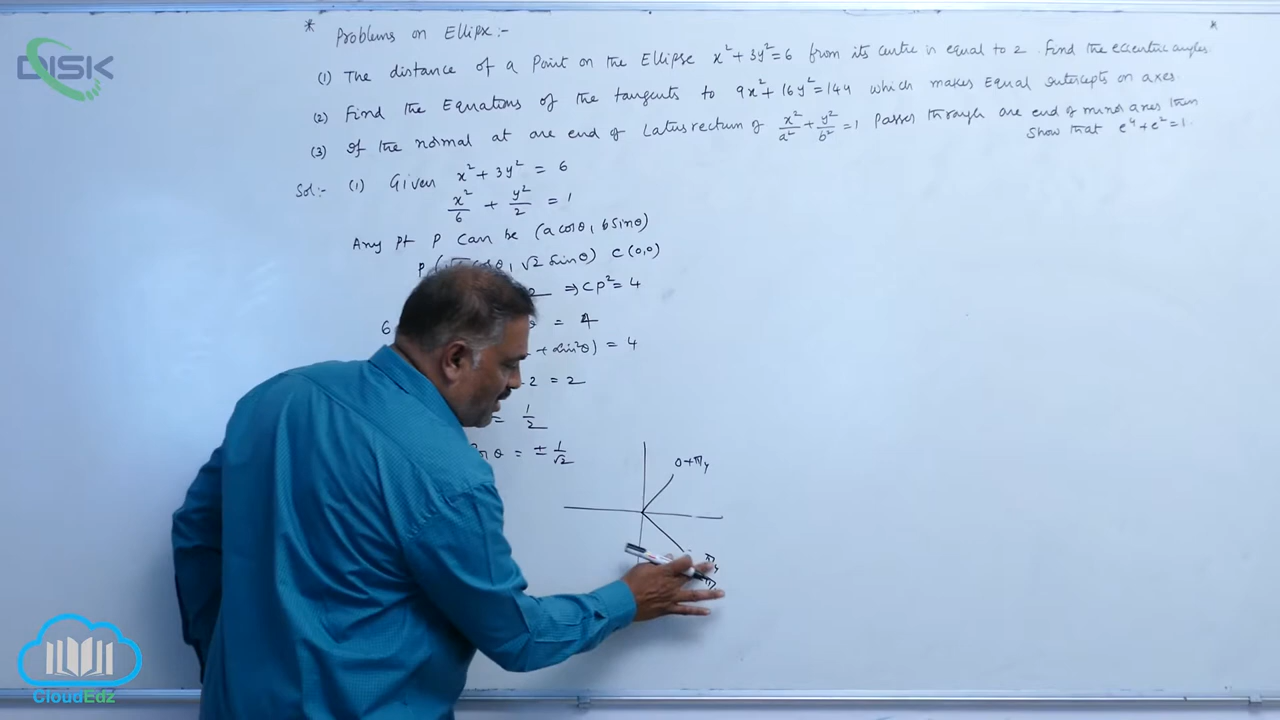 DISK
* Problems on Ellipse :- *
(1) The distance of a Point on the Ellipse x² + 3y² = 6 from its centre is equal to 2. Find the eccentric angles.
(2) Find the Equations of the tangents to 9x² + 16y² = 144 which makes Equal intercepts on axes.
(3) If the normal at one end of Latus rectum of x²/a² + y²/b² = 1 Passes through one end of minor axes then
Show that e⁴ + e² = 1.
Sol:- (1) Given x² + 3y² = 6
x²/6 + y²/2 = 1
Any pt P can be (a cosθ, b sinθ)
P (√6 cosθ, √2 Sinθ) C (0,0)
2 ⇒ CP² = 4
6 θ = 4
+ sin²θ) = 4
-2 = 2
= 1/2
Cos θ = ± 1/√2
0+π/4
CloudEdz